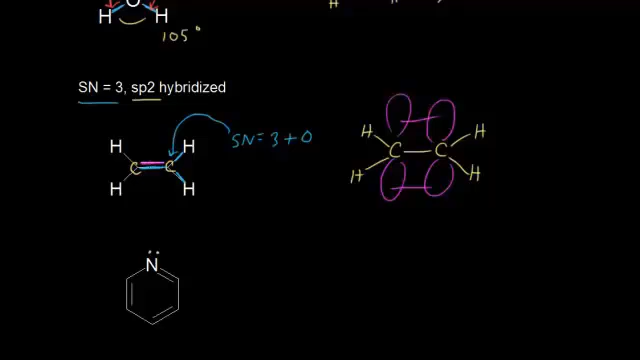 O
H H H
105°
SN = 3, sp2 hybridized
SN = 3 + 0
H H H H
C C C C
H H H H
N